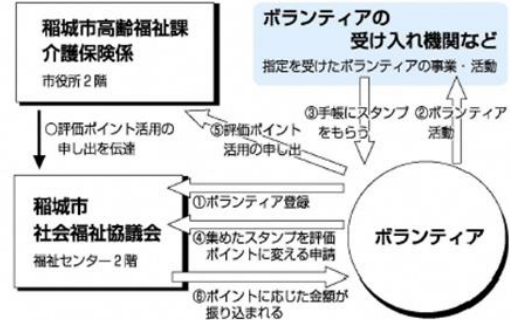 稲城市高齢福祉課
介護保険係
市役所2階
ボランティアの
受け入れ機関など
指定を受けたボランティアの事業・活動
③手帳にスタンプ
をもらう
②ボランティア
活動
○評価ポイント活用の
申し出を伝達
⑤評価ポイント
活用の申し出
稲城市
社会福祉協議会
福祉センター2階
①ボランティア登録
④集めたスタンプを評価
ポイントに変える申請
⑥ポイントに応じた金額が
振り込まれる
ボランティア